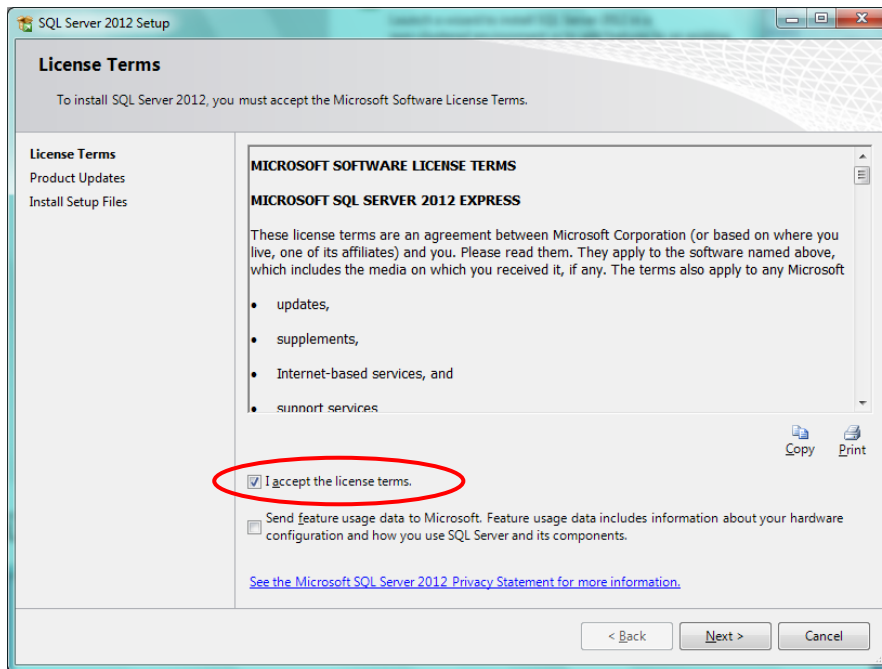 SQL Server 2012 Setup
License Terms
To install SQL Server 2012, you must accept the Microsoft Software License Terms.
License Terms
Product Updates
Install Setup Files
MICROSOFT SOFTWARE LICENSE TERMS
MICROSOFT SQL SERVER 2012 EXPRESS
These license terms are an agreement between Microsoft Corporation (or based on where you
live, one of its affiliates) and you. Please read them. They apply to the software named above,
which includes the media on which you received it, if any. The terms also apply to any Microsoft
• updates,
• supplements,
• Internet-based services, and
• support services
Copy Print
I accept the license terms.
Send feature usage data to Microsoft. Feature usage data includes information about your hardware
configuration and how you use SQL Server and its components.
See the Microsoft SQL Server 2012 Privacy Statement for more information.
< Back Next > Cancel